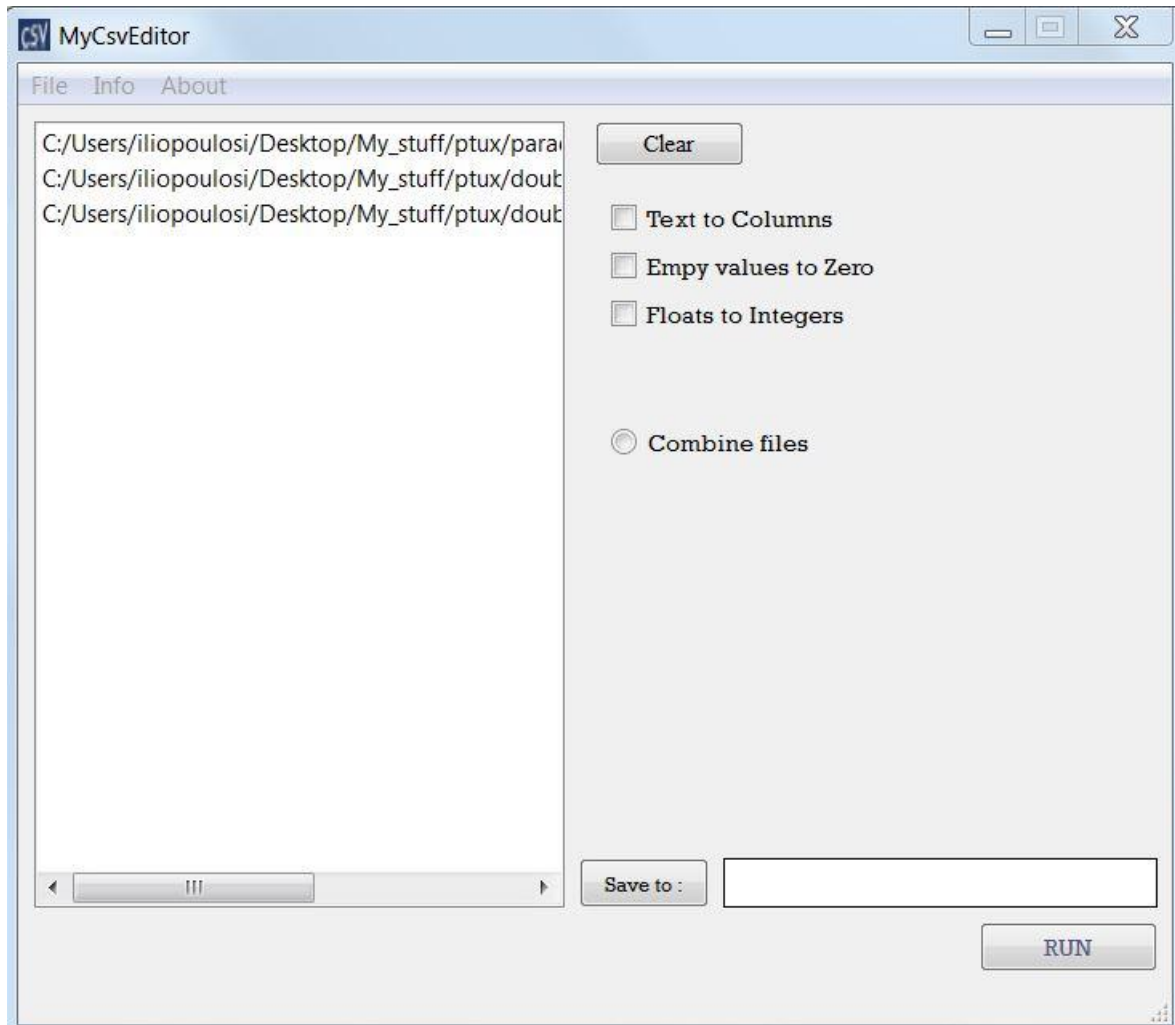 CSV MyCsvEditor
File Info About
C:/Users/iliopoulosi/Desktop/My_stuff/ptux/para
C:/Users/iliopoulosi/Desktop/My_stuff/ptux/doub
C:/Users/iliopoulosi/Desktop/My_stuff/ptux/doub
Clear
Text to Columns
Empy values to Zero
Floats to Integers
Combine files
Save to :
RUN